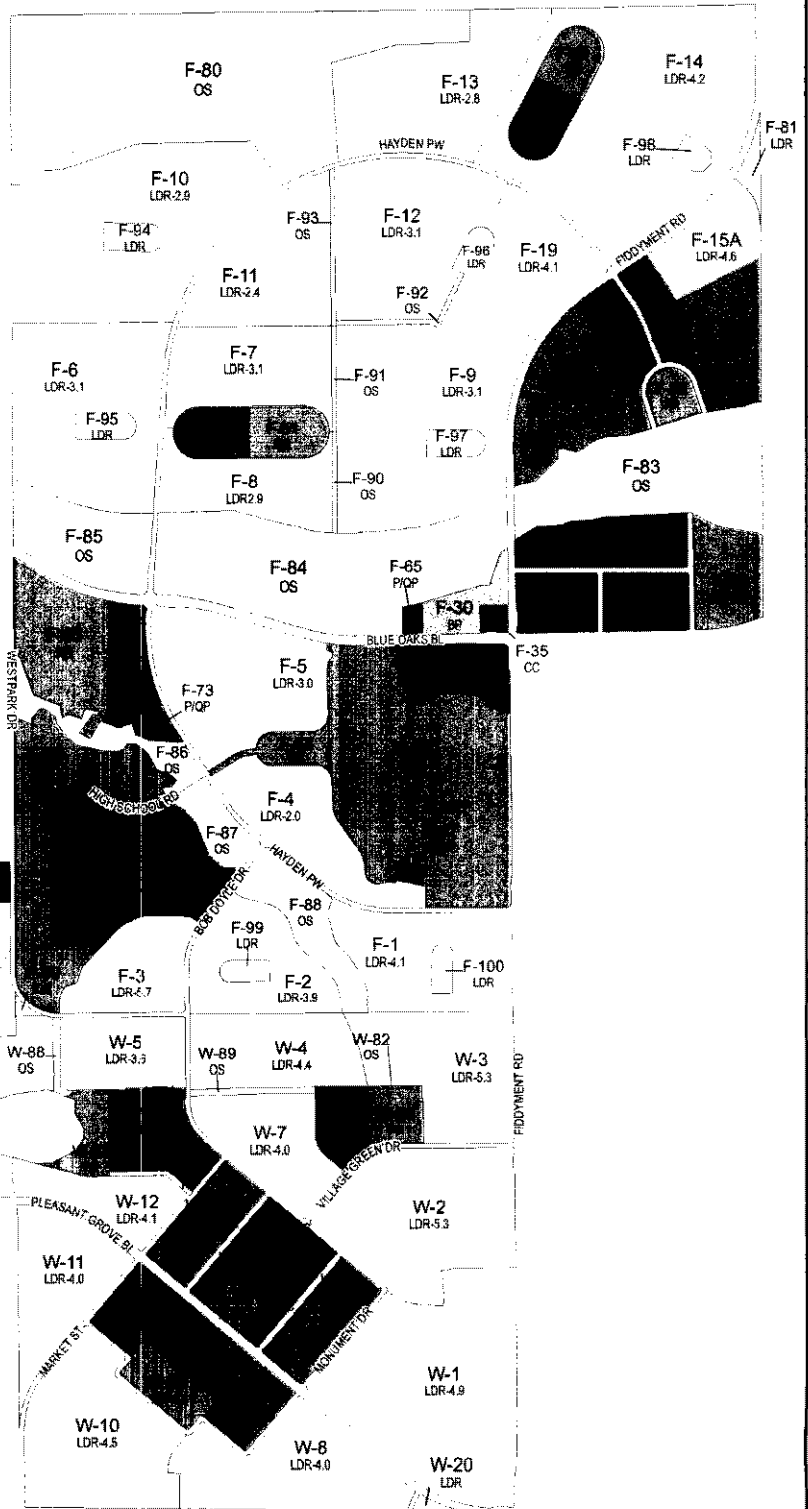 F-80
OS
F-13
LDR-2.8
F-14
LDR-4.2
F-81
LDR
F-98
LDR
HAYDEN PW
F-10
LDR-2.9
F-94
LDR
F-93
OS
F-12
LDR-3.1
F-96
LDR
F-19
LDR-4.1
FIDDYMENT RD
F-15A
LDR-4.6
F-11
LDR-2.4
F-92
OS
F-6
LDR-3.1
F-7
LDR-3.1
F-91
OS
F-9
LDR-3.1
F-95
LDR
F-97
LDR
F-8
LDR2.9
F-90
OS
F-83
OS
F-85
OS
F-84
OS
F-65
P/QP
F-30
BP
BLUE OAKS BL
F-35
CC
WESTPARK DR
F-5
LDR-3.0
F-73
P/QP
F-86
OS
HIGH SCHOOL RD
F-4
LDR-2.0
F-87
OS
HAYDEN PW
BOB DOYLE DR
F-88
OS
F-99
LDR
F-1
LDR-4.1
F-100
LDR
F-3
F-2
LDR-3.9
W-88
OS
W-5
W-89
OS
W-4
LDR-4.4
W-82
OS
W-3
LDR-5.3
FIDDYMENT RD
W-7
LDR-4.0
VILLAGE GREEN DR
W-12
LDR-4.1
PLEASANT GROVE BL
W-2
LDR-5.3
W-11
LDR-4.0
MARKET ST
MONUMENT DR
W-1
LDR-4.9
W-10
LDR-4.5
W-8
LDR-4.0
W-20
LDR